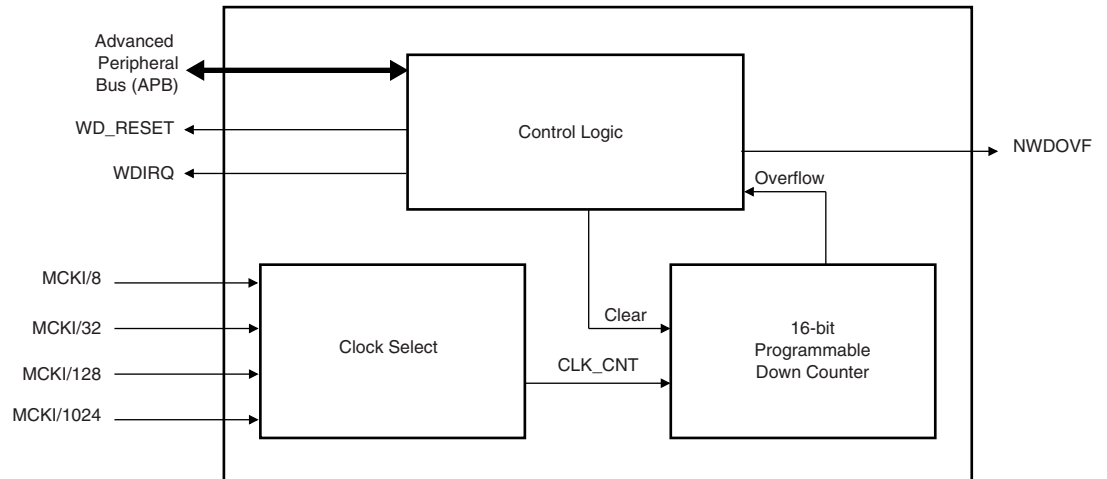 Advanced
Peripheral
Bus (APB)
WD_RESET
WDIRQ
Control Logic
NWDOVF
Overflow
MCKI/8
MCKI/32
MCKI/128
MCKI/1024
Clock Select
Clear
CLK_CNT
16-bit
Programmable
Down Counter